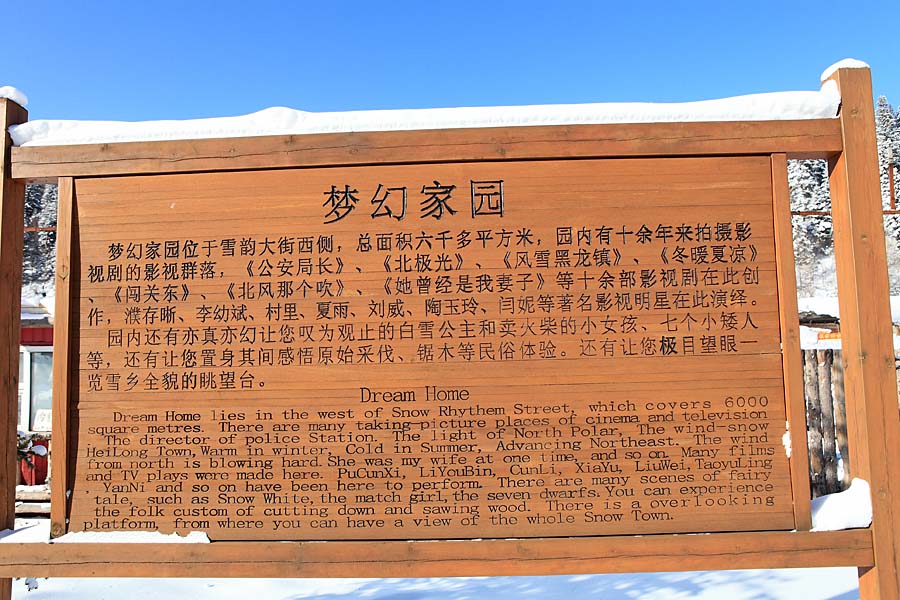 梦幻家园
梦幻家园位于雪韵大街西侧，总面积六千多平方米，园内有十余年来拍摄影
视剧的影视群落，《公安局长》、《北极光》、《风雪黑龙镇》、《冬暖夏凉》
、《闯关东》、《北风那个吹》、《她曾经是我妻子》等十余部影视剧在此创
作，濮存晰、李幼斌、村里、夏雨、刘威、陶玉玲、闫妮等著名影视明星在此演绎。
园内还有亦真亦幻让您叹为观止的白雪公主和卖火柴的小女孩、七个小矮人
等，还有让您置身其间感悟原始采伐、锯木等民俗体验。还有让您极目望眼一
览雪乡全貌的眺望台。
Dream Home
Dream Home lies in the west of Snow Rhythem Street, which covers 6000
square metres. There are many taking-picture places of cinema and television
The director of police Station. The light of North Polar, The wind-snow
HeiLong Town, Warm in winter, Cold in Summer, Advancing Northeast. The wind
from north is blowing hard. She was my wife at one time, and so on. Many films
and TV plays were made here. PuCunXi, LiYouBin, CunLi, XiaYu, LiuWei, TaoyuLing
, YanNi and so on have been here to perform. There are many scenes of fairy
tale, such as Snow White, the match girl, the seven dwarfs. You can experience
the folk custom of cutting down and sawing wood. There is a overlooking
platform, from where you can have a view of the whole Snow Town.